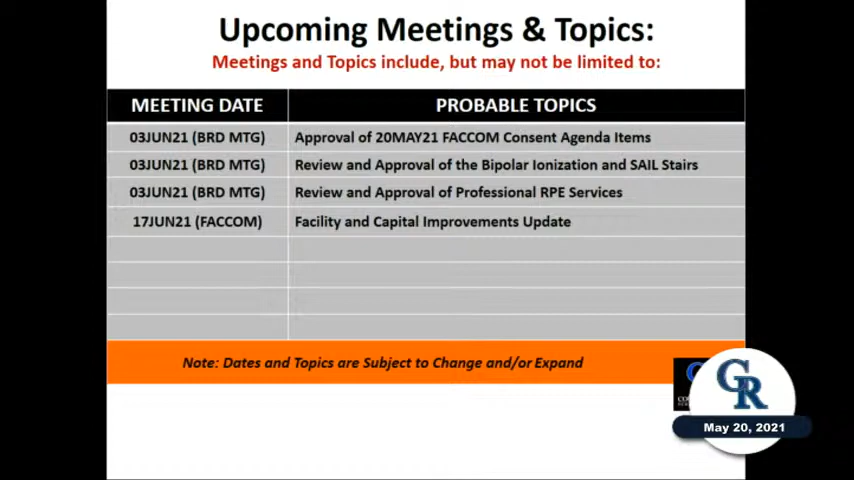 Upcoming Meetings & Topics:
Meetings and Topics include, but may not be limited to:
MEETING DATE PROBABLE TOPICS
03JUN21 (BRD MTG) Approval of 20MAY21 FACCOM Consent Agenda Items
03JUN21 (BRD MTG) Review and Approval of the Bipolar Ionization and SAIL Stairs
03JUN21 (BRD MTG) Review and Approval of Professional RPE Services
17JUN21 (FACCOM) Facility and Capital Improvements Update
Note: Dates and Topics are Subject to Change and/or Expand
GR
May 20, 2021